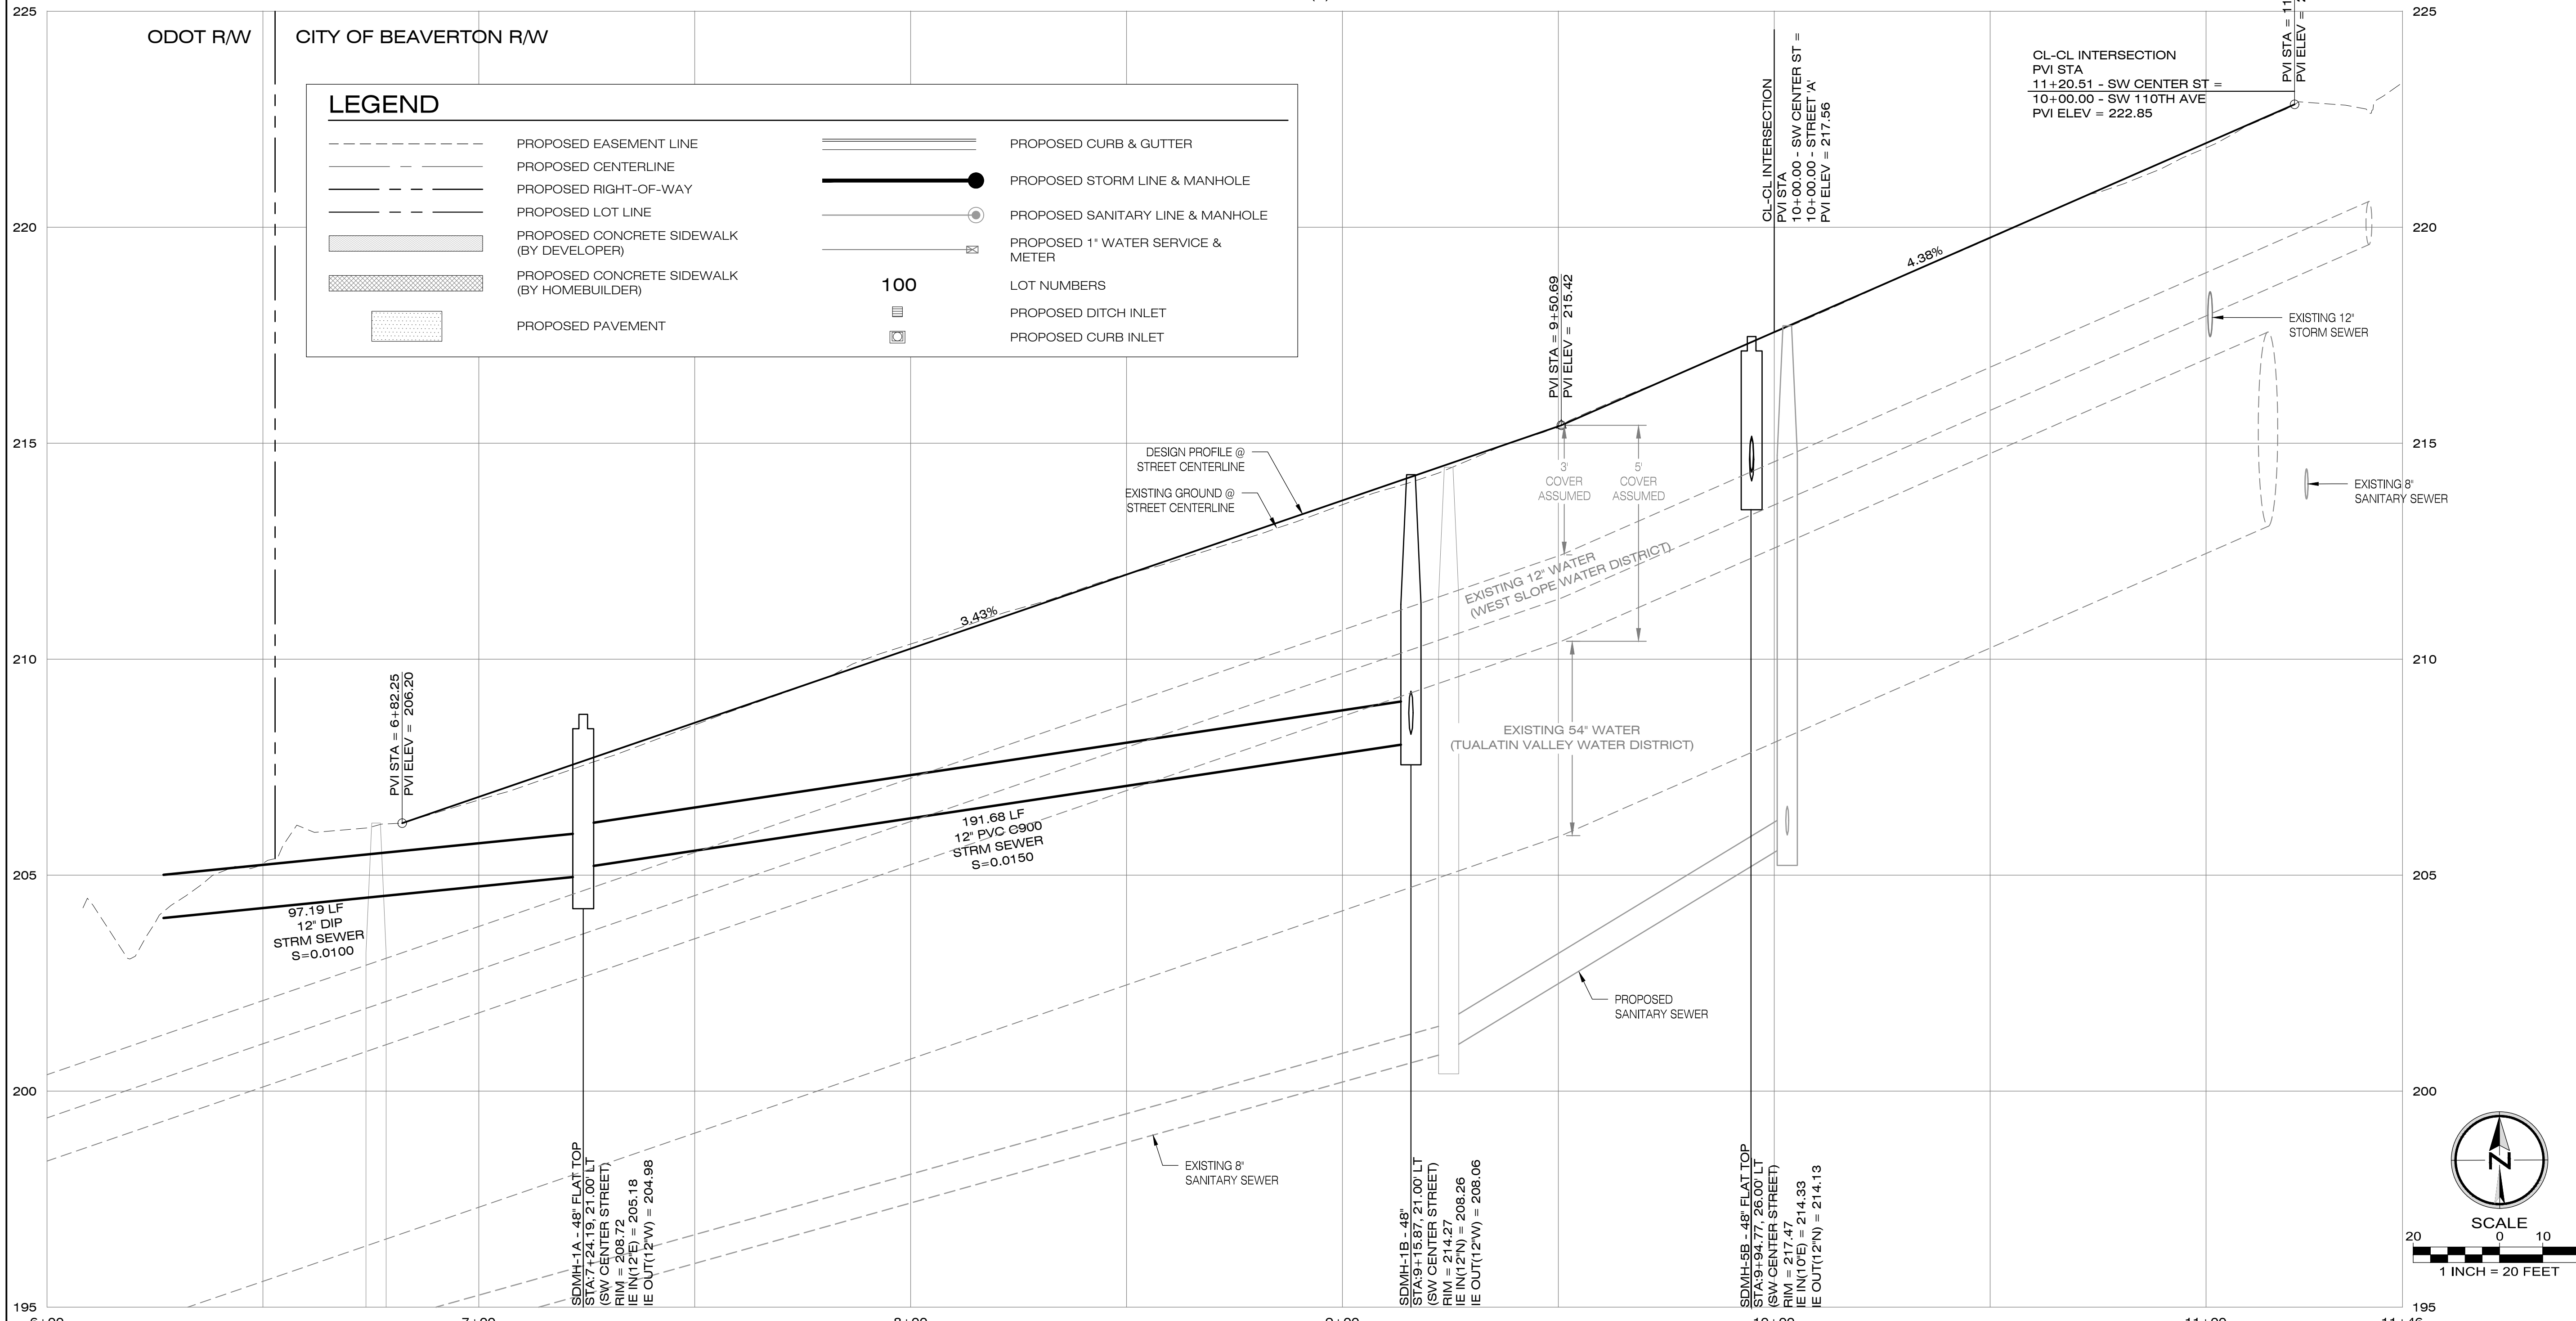 225
225
ODOT R/W
CITY OF BEAVERTON R/W
LEGEND
PROPOSED EASEMENT LINE
PROPOSED CENTERLINE
PROPOSED RIGHT-OF-WAY
PROPOSED LOT LINE
PROPOSED CONCRETE SIDEWALK
(BY DEVELOPER)
PROPOSED CONCRETE SIDEWALK
(BY HOMEBUILDER)
PROPOSED PAVEMENT
PROPOSED CURB & GUTTER
PROPOSED STORM LINE & MANHOLE
PROPOSED SANITARY LINE & MANHOLE
PROPOSED 1" WATER SERVICE &
METER
100
LOT NUMBERS
PROPOSED DITCH INLET
PROPOSED CURB INLET
CL-CL INTERSECTION
PVI STA
10+00.00 - SW CENTER ST =
10+00.00 - STREET 'A'
PVI ELEV = 217.56
CL-CL INTERSECTION
PVI STA
11+20.51 - SW CENTER ST =
10+00.00 - SW 110TH AVE
PVI ELEV = 222.85
PVI STA = 11
PVI ELEV = 2
220
220
4.38%
EXISTING 12"
STORM SEWER
PVI STA = 9+50.69
PVI ELEV = 215.42
215
215
DESIGN PROFILE @
STREET CENTERLINE
EXISTING GROUND @
STREET CENTERLINE
3'
COVER
ASSUMED
5'
COVER
ASSUMED
EXISTING 8"
SANITARY SEWER
3.43%
EXISTING 12" WATER
(WEST SLOPE WATER DISTRICT)
210
210
PVI STA = 6+82.25
PVI ELEV = 206.20
EXISTING 54" WATER
(TUALATIN VALLEY WATER DISTRICT)
191.68 LF
12" PVC C900
STRM SEWER
S=0.0150
205
205
97.19 LF
12" DIP
STRM SEWER
S=0.0100
PROPOSED
SANITARY SEWER
200
200
EXISTING 8"
SANITARY SEWER
SDMH-1A - 48" FLAT TOP
STA:7+24.19, 21.00' LT
(SW CENTER STREET)
RIM = 208.72
IE IN(12"E) = 205.18
IE OUT(12"W) = 204.98
SDMH-1B - 48"
STA:9+15.87, 21.00' LT
(SW CENTER STREET)
RIM = 214.27
IE IN(12"N) = 208.26
IE OUT(12"W) = 208.06
SDMH-5B - 48" FLAT TOP
STA:9+94.77, 26.00' LT
(SW CENTER STREET)
RIM = 217.47
IE IN(10"E) = 214.33
IE OUT(12"N) = 214.13
N
SCALE
20 0 10
1 INCH = 20 FEET
195
195